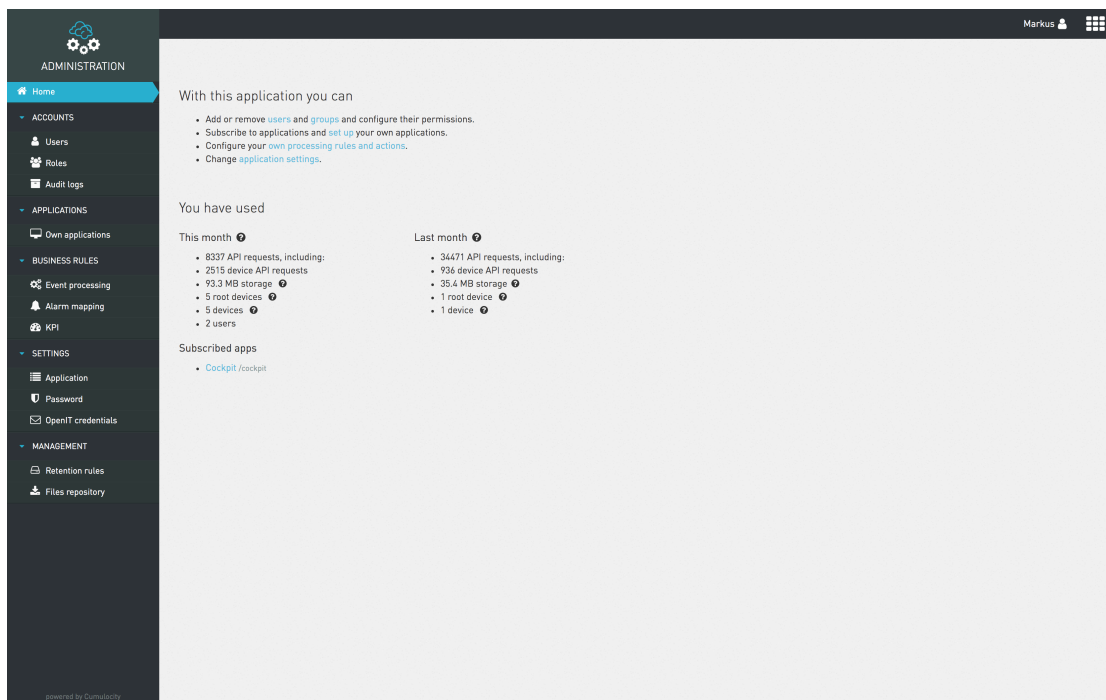 Markus
ADMINISTRATION
Home
ACCOUNTS
Users
Roles
Audit logs
APPLICATIONS
Own applications
BUSINESS RULES
Event processing
Alarm mapping
KPI
SETTINGS
Application
Password
OpenIT credentials
MANAGEMENT
Retention rules
Files repository
powered by Cumulocity
With this application you can
Add or remove users and groups and configure their permissions.
Subscribe to applications and set up your own applications.
Configure your own processing rules and actions.
Change application settings.
You have used
This month
8337 API requests, including:
2515 device API requests
93.3 MB storage
5 root devices
5 devices
2 users
Last month
34471 API requests, including:
936 device API requests
35.4 MB storage
1 root device
1 device
Subscribed apps
Cockpit /cockpit